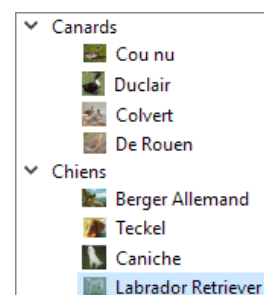 Canards
Cou nu
Duclair
Colvert
De Rouen
Chiens
Berger Allemand
Teckel
Caniche
Labrador Retriever